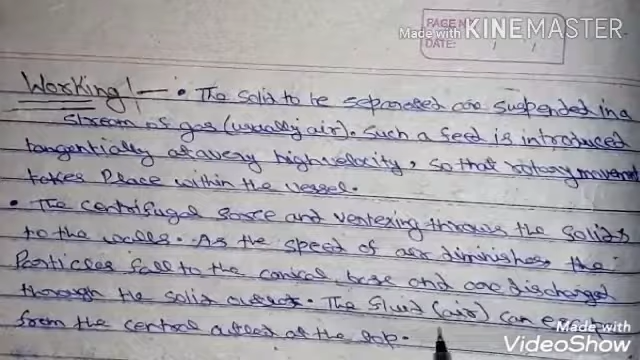 PAGE NO
DATE: / /
Made with KINEMASTER
Working! — • The solid to be seperated are suspended in a
stream of gas (usually air). Such a feed is introduced
tangentially at a very high velocity, so that rotory movement
takes place within the vessel.
• The centrifugal force and vertexing throws the solids
to the walls. As the speed of air diminishes the
Particles fall to the conical base and are discharged
through the solid outlet. The fluid (air) can
from the central outlet at the top.
Made with
VideoShow